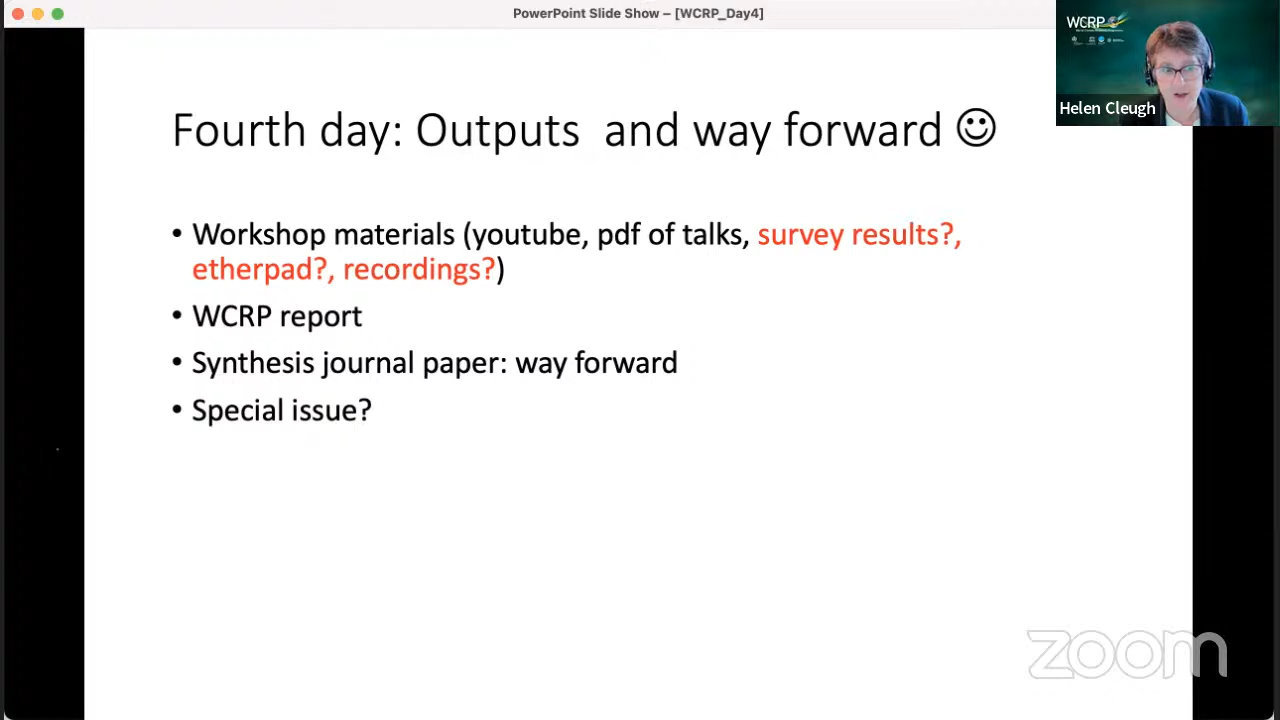 PowerPoint Slide Show – [WCRP_Day4]
WCRP
Helen Cleugh
Fourth day: Outputs and way forward ☺
• Workshop materials (youtube, pdf of talks, survey results?,
etherpad?, recordings?)
• WCRP report
• Synthesis journal paper: way forward
• Special issue?
zoom